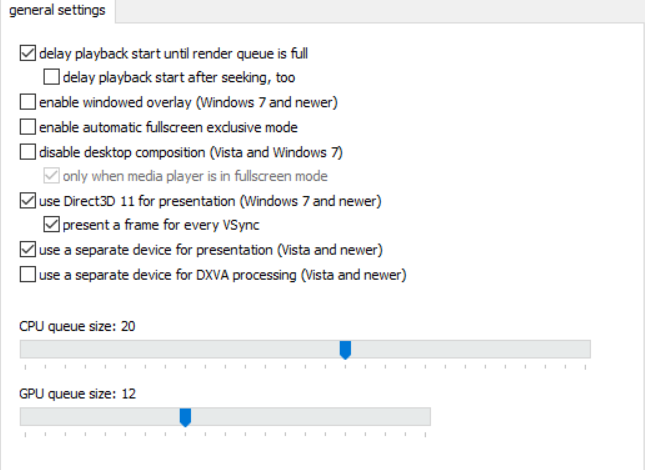 general settings
delay playback start until render queue is full
delay playback start after seeking, too
enable windowed overlay (Windows 7 and newer)
enable automatic fullscreen exclusive mode
disable desktop composition (Vista and Windows 7)
only when media player is in fullscreen mode
use Direct3D 11 for presentation (Windows 7 and newer)
present a frame for every VSync
use a separate device for presentation (Vista and newer)
use a separate device for DXVA processing (Vista and newer)
CPU queue size: 20
GPU queue size: 12